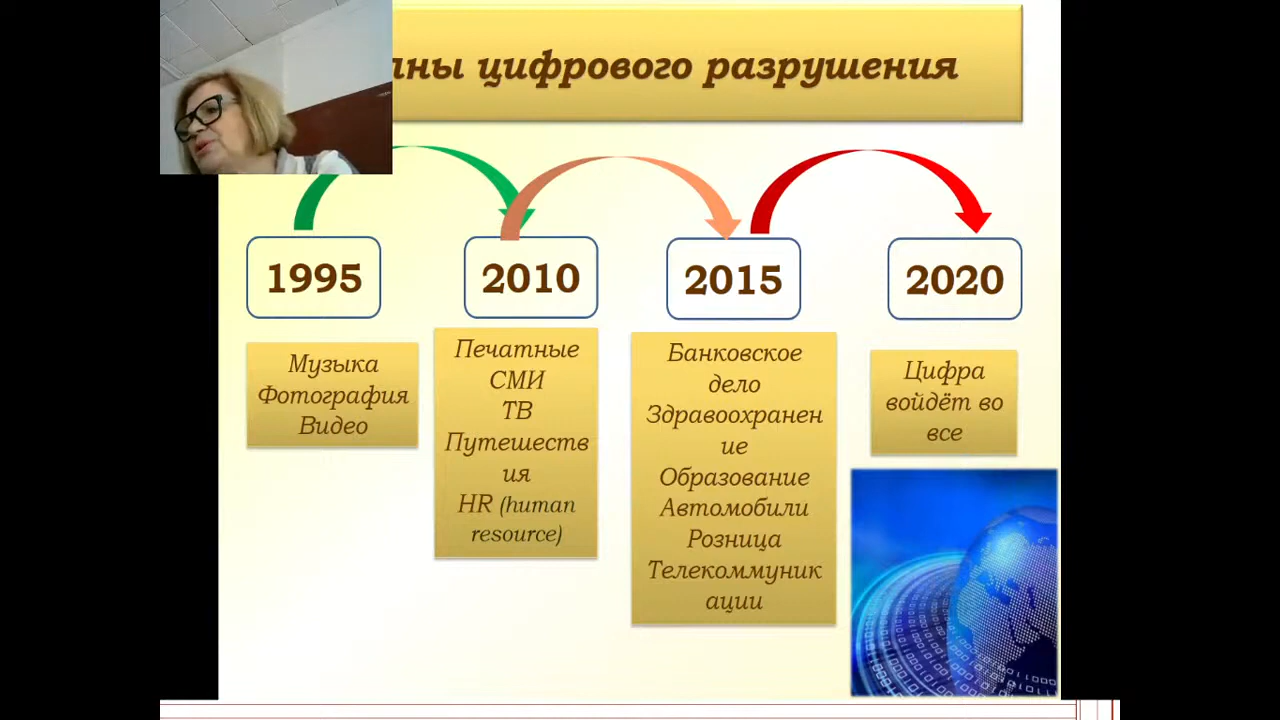 цифрового разрушения
1995
2010
2015
2020
Музыка
Фотография
Видео
Печатные
СМИ
ТВ
Путешеств
ия
HR (human
resource)
Банковское
дело
Здравоохранен
ие
Образование
Автомобили
Розница
Телекоммуник
ации
Цифра
войдёт во
все